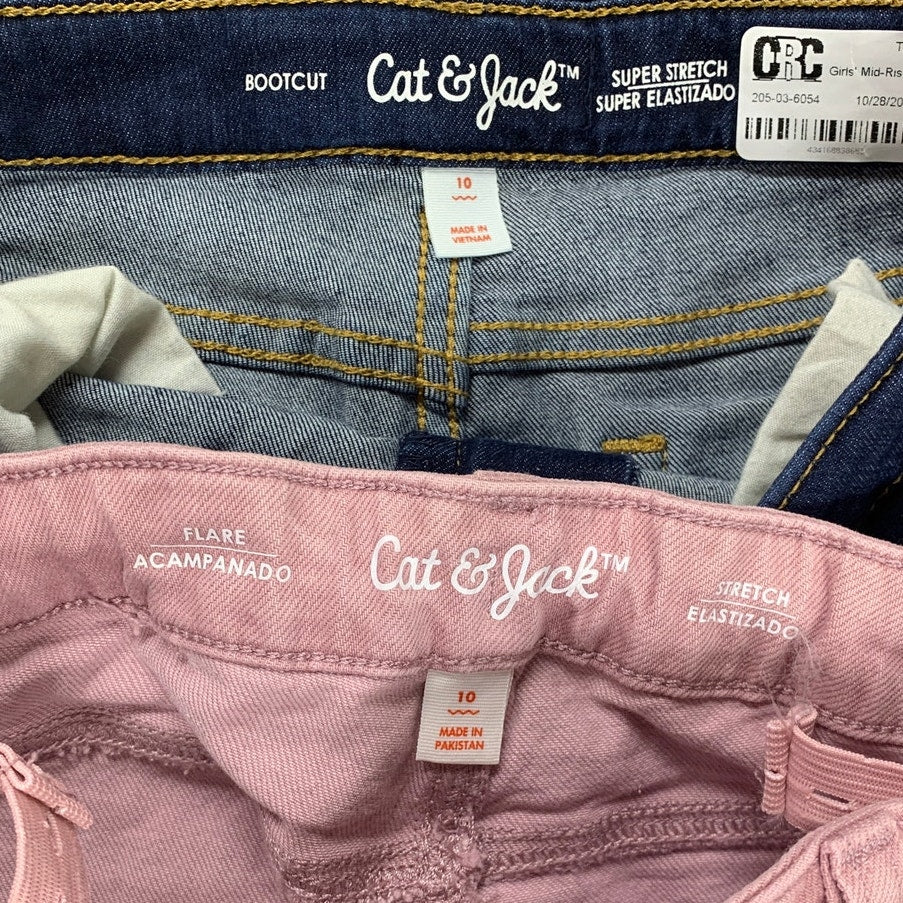 BOOTCUT
Cat & Jack™
SUPER STRETCH
SUPER ELASTIZADO
CRC
Girls' Mid-Ris
205-03-6054 10/28/20
10
MADE IN
VIETNAM
FLARE
ACAMPANADO
Cat & Jack™
STRETCH
ELASTIZADO
10
MADE IN
PAKISTAN